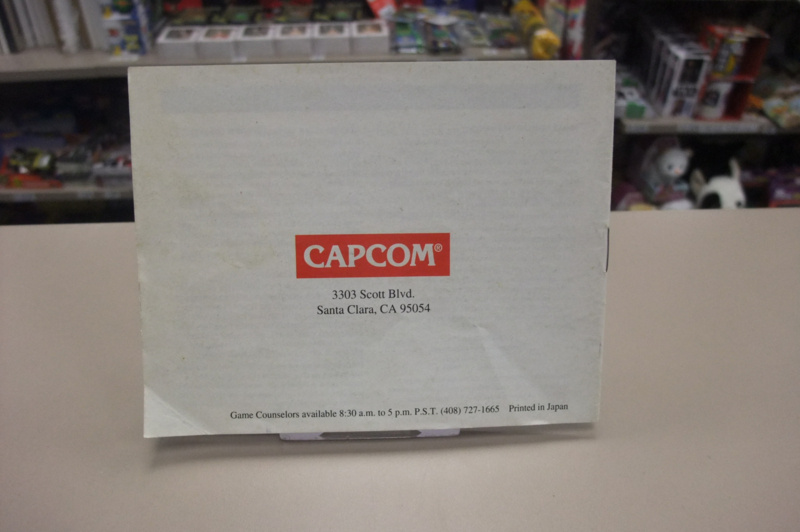 CAPCOM®
3303 Scott Blvd.
Santa Clara, CA 95054
Game Counselors available 8:30 a.m. to 5 p.m. P.S.T. (408) 727-1665 Printed in Japan